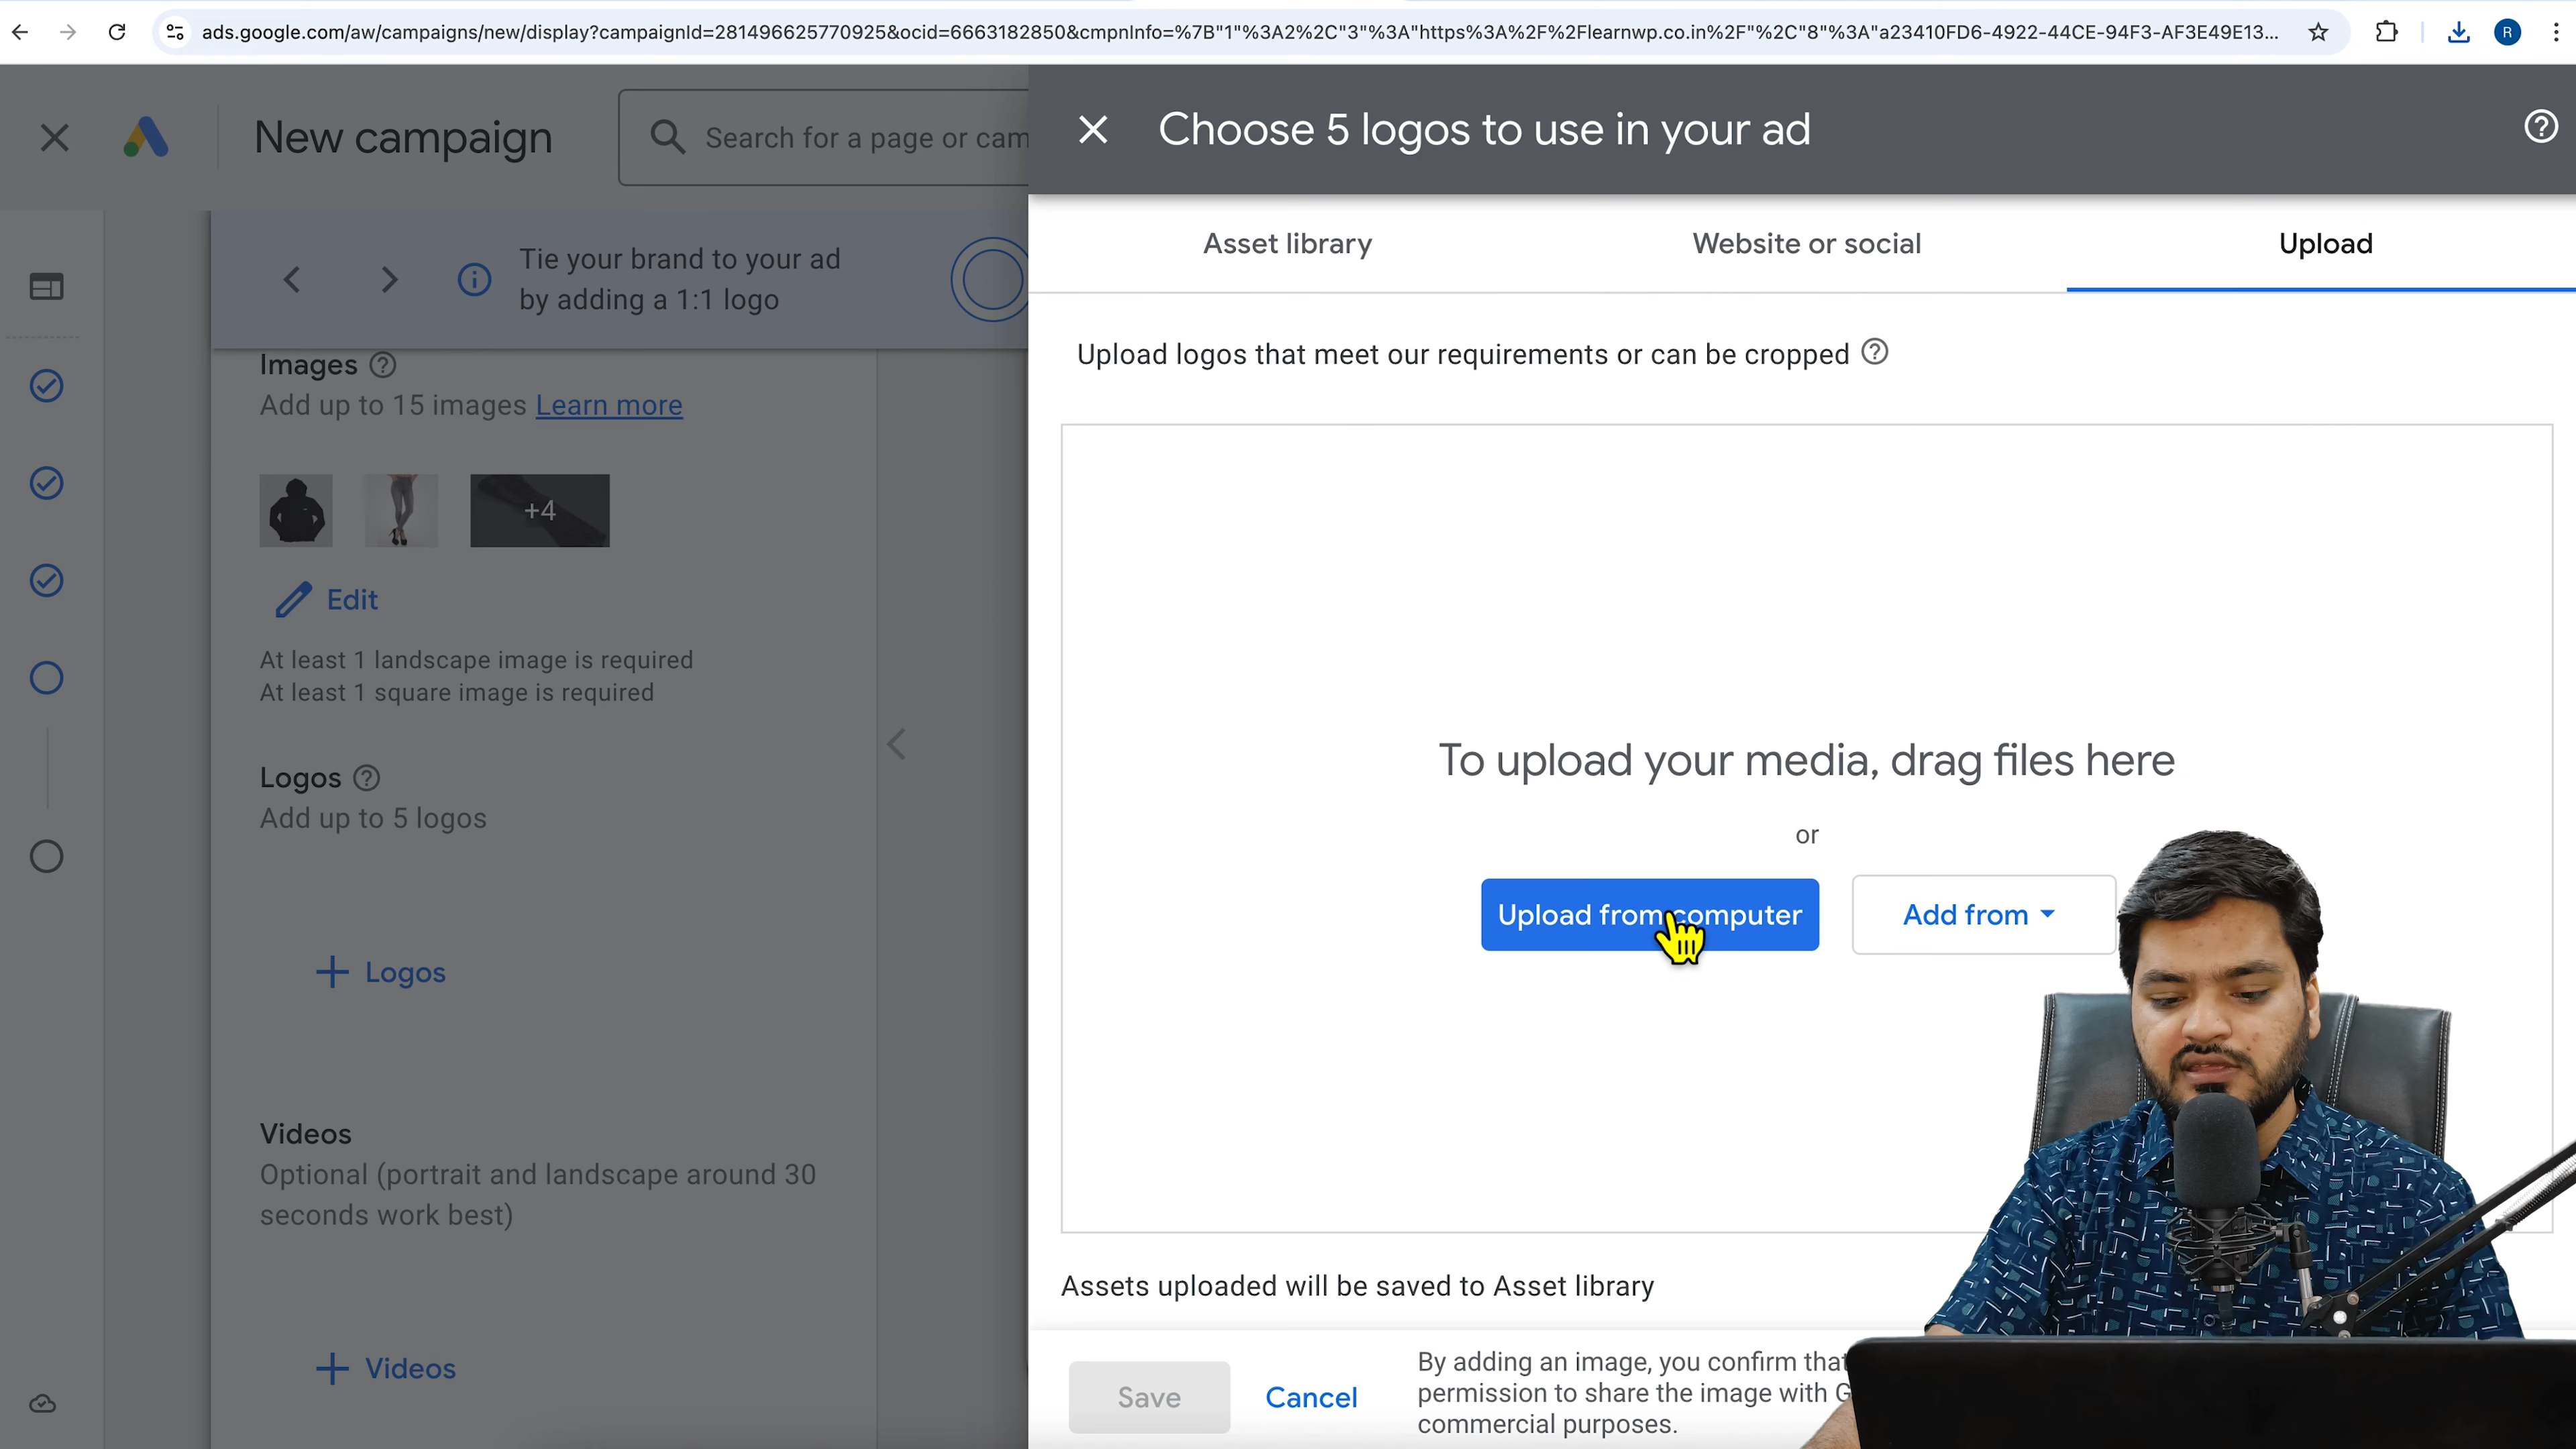 ads.google.com/aw/campaigns/new/display?campaignId=281496625770925&ocid=6663182850&cmpnInfo=%7B"1"%3A2%2C"3"%3A"https%3A%2F%2Flearnwp.co.in%2F"%2C"8"%3A"a23410FD6-4922-44CE-94F3-AF3E49E13...
R
New campaign
Search for a page or cam
Choose 5 logos to use in your ad
Asset library
Website or social
Upload
Tie your brand to your ad
by adding a 1:1 logo
Upload logos that meet our requirements or can be cropped
Images
Add up to 15 images Learn more
+4
Edit
At least 1 landscape image is required
At least 1 square image is required
Logos
Add up to 5 logos
+ Logos
Videos
Optional (portrait and landscape around 30
seconds work best)
+ Videos
To upload your media, drag files here
or
Upload from computer
Add from
Assets uploaded will be saved to Asset library
Save
Cancel
By adding an image, you confirm that
permission to share the image with G
commercial purposes.